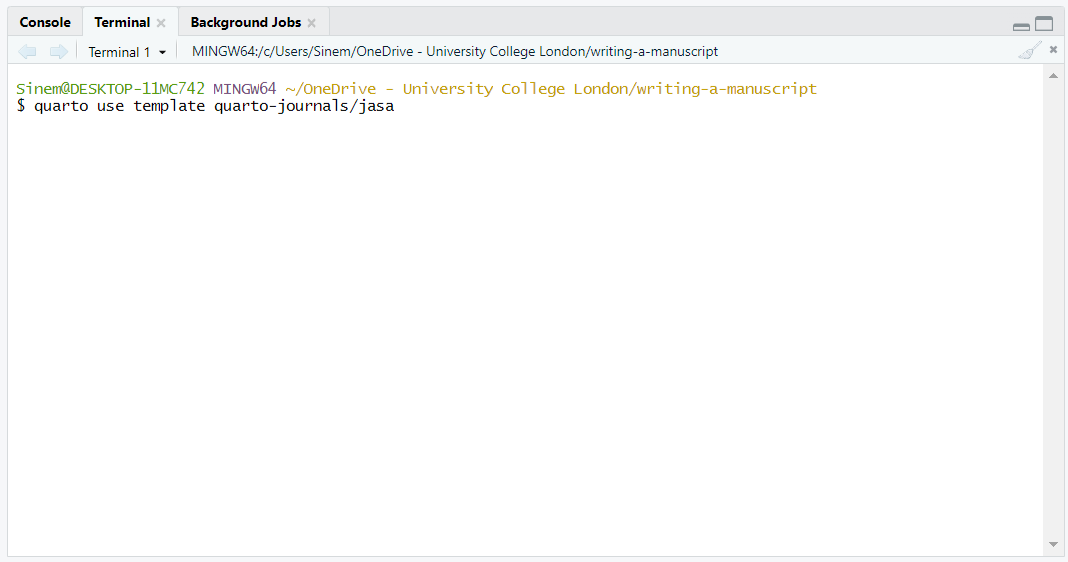 Console Terminal Background Jobs
Terminal 1 MINGW64:/c/Users/Sinem/OneDrive - University College London/writing-a-manuscript
Sinem@DESKTOP-11MC742 MINGW64 ~/OneDrive - University College London/writing-a-manuscript
$ quarto use template quarto-journals/jasa